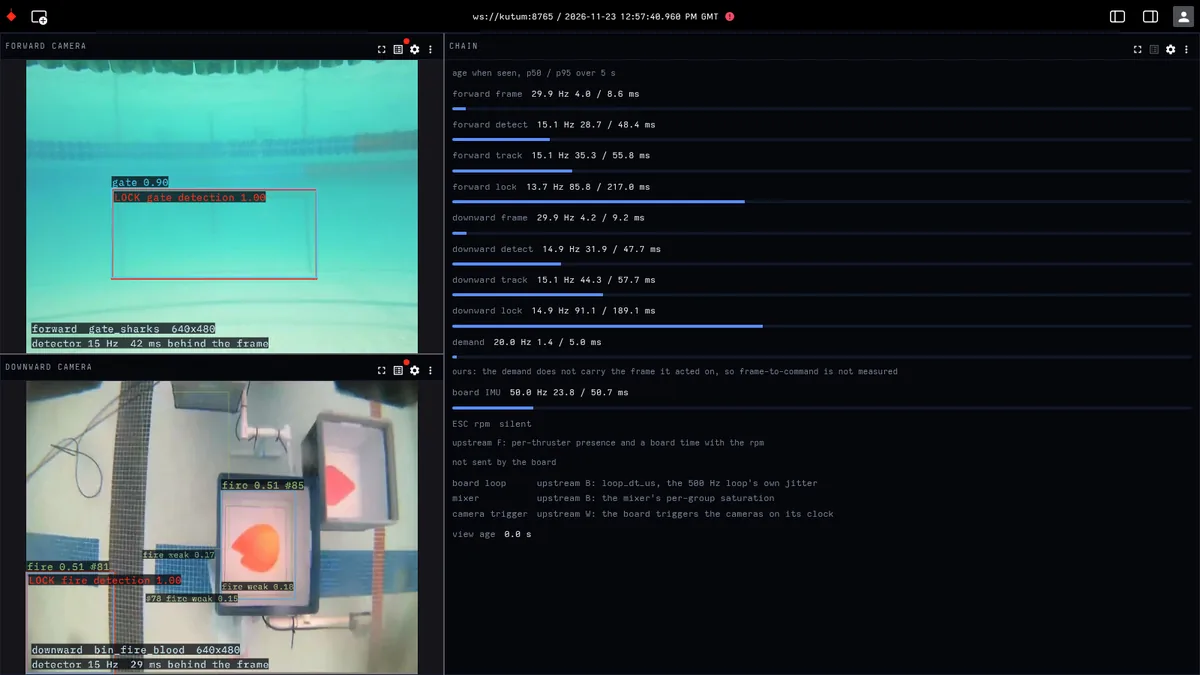 ws://kutum:8765 / 2026-11-23 12:57:40.960 PM GMT
FORWARD CAMERA
gate 0.90
LOCK gate detection 1.00
forward gate_sharks 640x480
detector 15 Hz 42 ms behind the frame
DOWNWARD CAMERA
fire 0.51 #85
fire weak 0.17
fire 0.51 #81
LOCK fire detection 1.00
fire weak 0.18
#78 fire weak 0.15
downward bin_fire_blood 640x480
detector 15 Hz 29 ms behind the frame
CHAIN
age when seen, p50 / p95 over 5 s
forward frame 29.9 Hz 4.0 / 8.6 ms
forward detect 15.1 Hz 28.7 / 48.4 ms
forward track 15.1 Hz 35.3 / 55.8 ms
forward lock 13.7 Hz 85.8 / 217.0 ms
downward frame 29.9 Hz 4.2 / 9.2 ms
downward detect 14.9 Hz 31.9 / 47.7 ms
downward track 15.1 Hz 44.3 / 57.7 ms
downward lock 14.9 Hz 91.1 / 189.1 ms
demand 20.0 Hz 1.4 / 5.0 ms
ours: the demand does not carry the frame it acted on, so frame-to-command is not measured
board IMU 50.0 Hz 23.8 / 50.7 ms
ESC rpm silent
upstream F: per-thruster presence and a board time with the rpm
not sent by the board
board loop upstream B: loop_dt_us, the 500 Hz loop's own jitter
mixer upstream B: the mixer's per-group saturation
camera trigger upstream W: the board triggers the cameras on its clock
view age 0.0 s